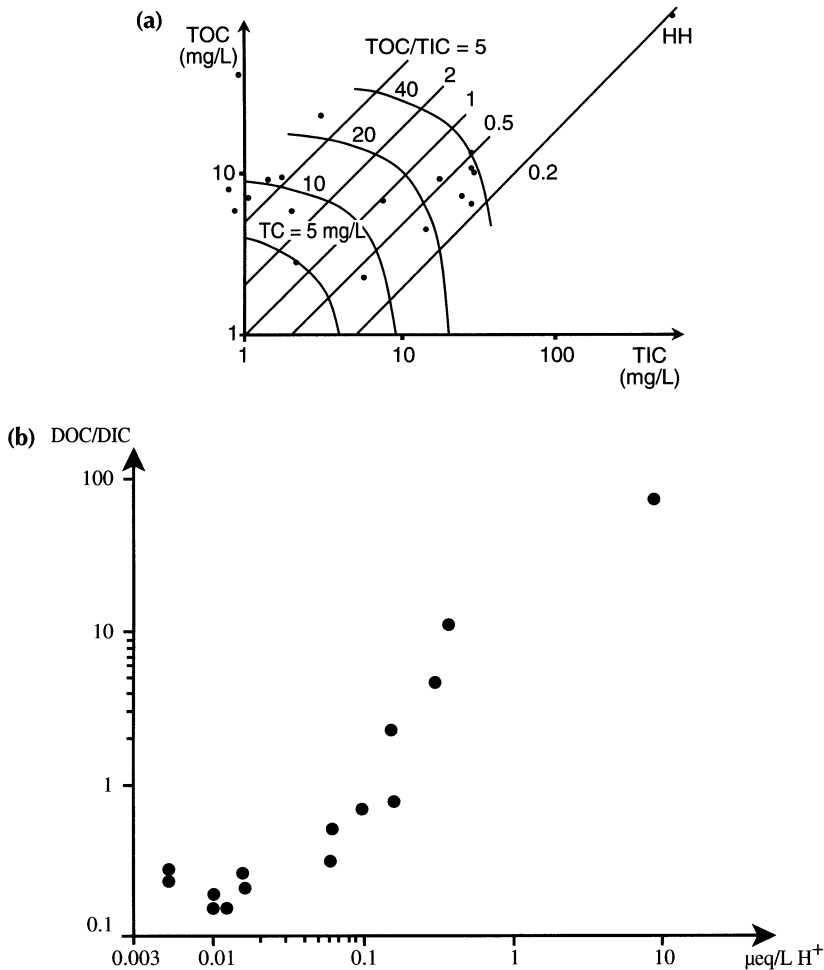 (a)
TOC
(mg/L)
TOC/TIC = 5
2
1
0.5
0.2
HH
40
20
10
TC = 5 mg/L
10
1
1
10
100
TIC
(mg/L)
(b) DOC/DIC
100
10
1
0.1
0.003
0.01
0.1
1
10
µeq/L H⁺